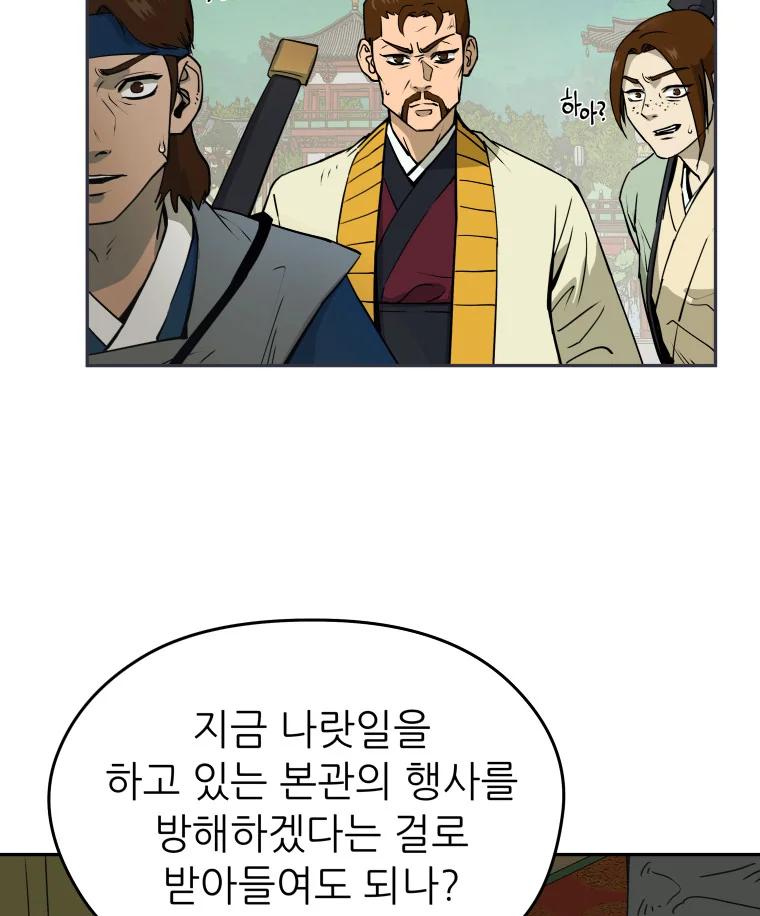 하아?
지금 나랏일을
하고 있는 본관의 행사를
방해하겠다는 걸로
받아들여도 되나?